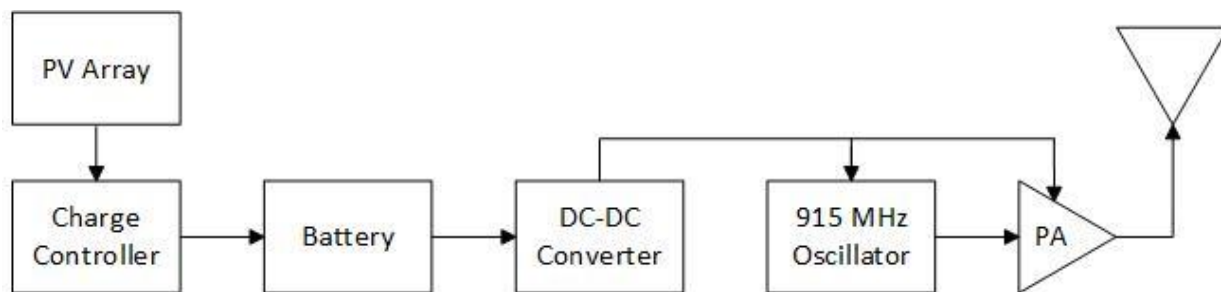 PV Array
Charge
Controller
Battery
DC-DC
Converter
915 MHz
Oscillator
PA